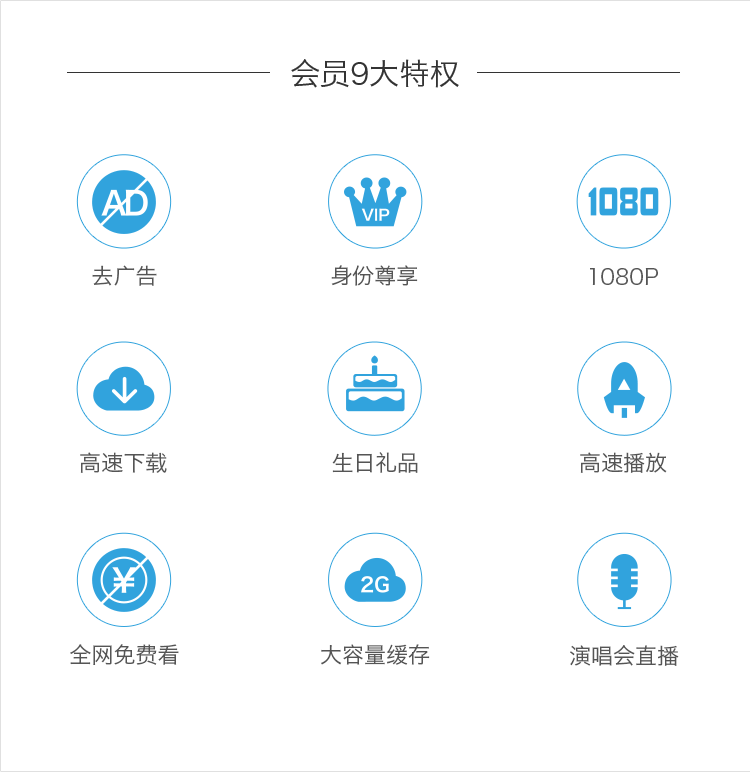 会员9大特权
AD
VIP
1080
去广告
身份尊享
1080P
高速下载
生日礼品
高速播放
¥
2G
全网免费看
大容量缓存
演唱会直播